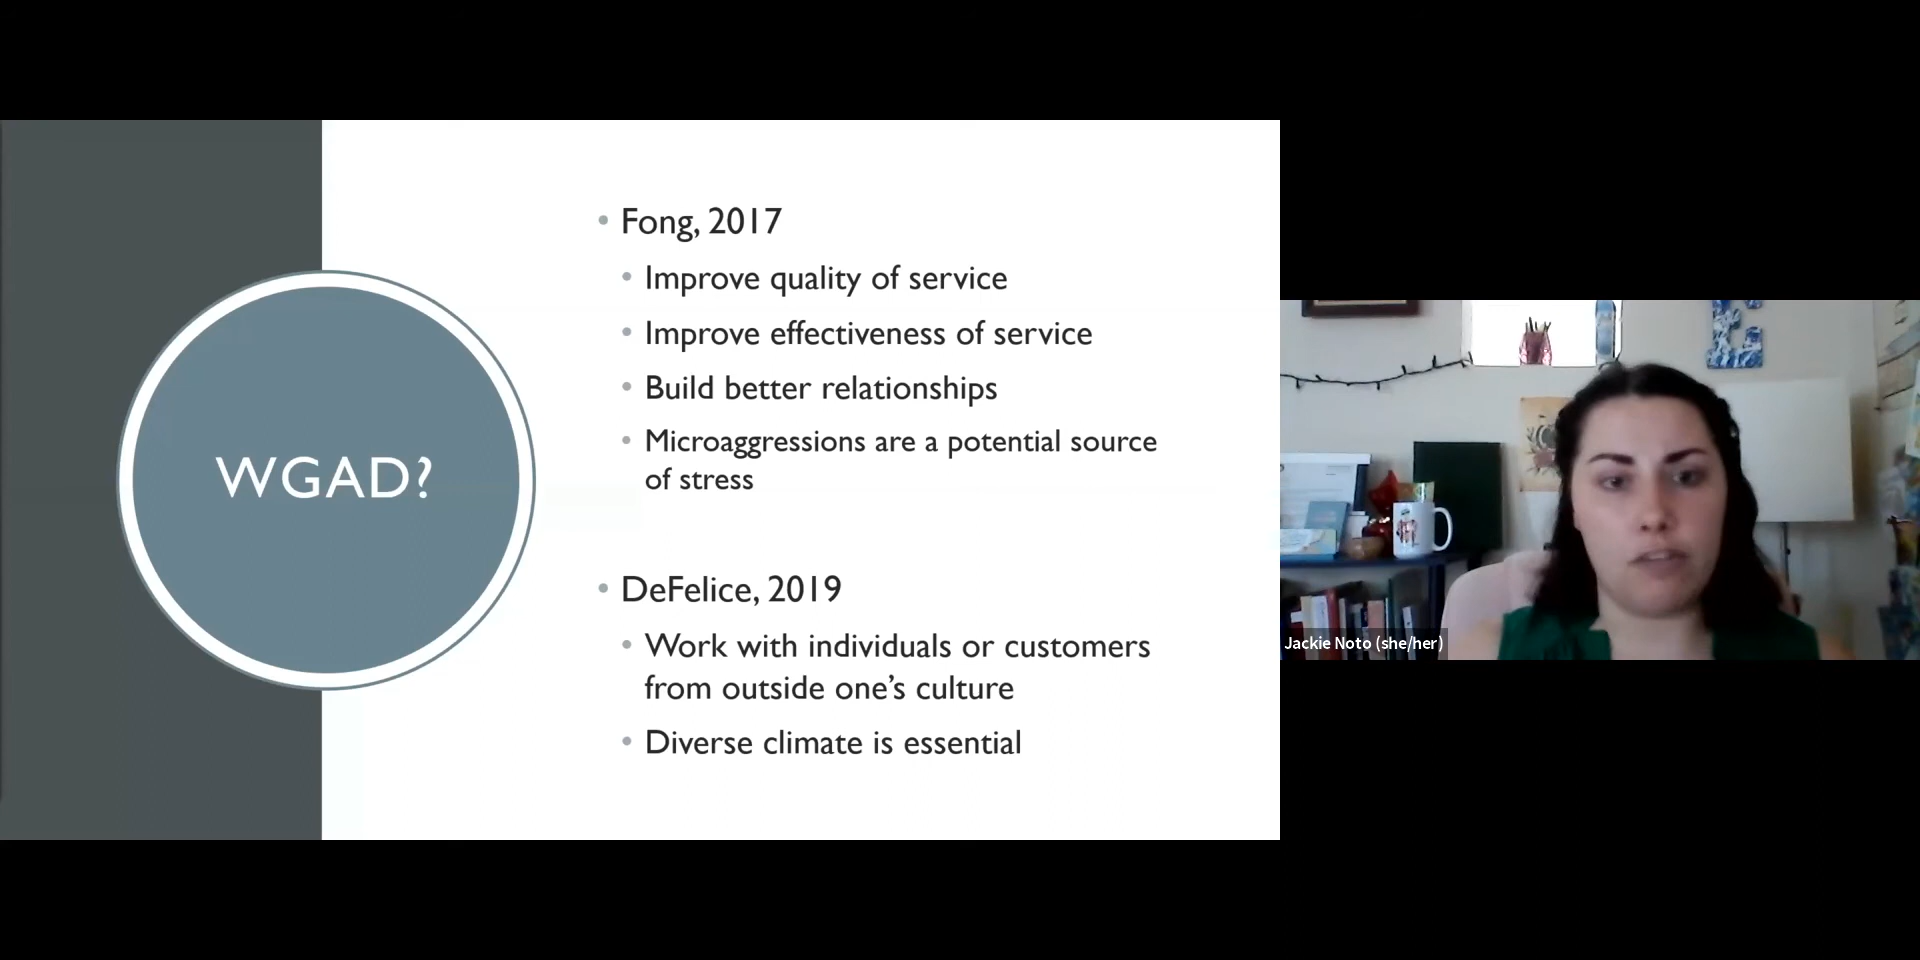 WGAD?
Fong, 2017
Improve quality of service
Improve effectiveness of service
Build better relationships
Microaggressions are a potential source
of stress
DeFelice, 2019
Work with individuals or customers
from outside one’s culture
Diverse climate is essential
E
Jackie Noto (she/her)